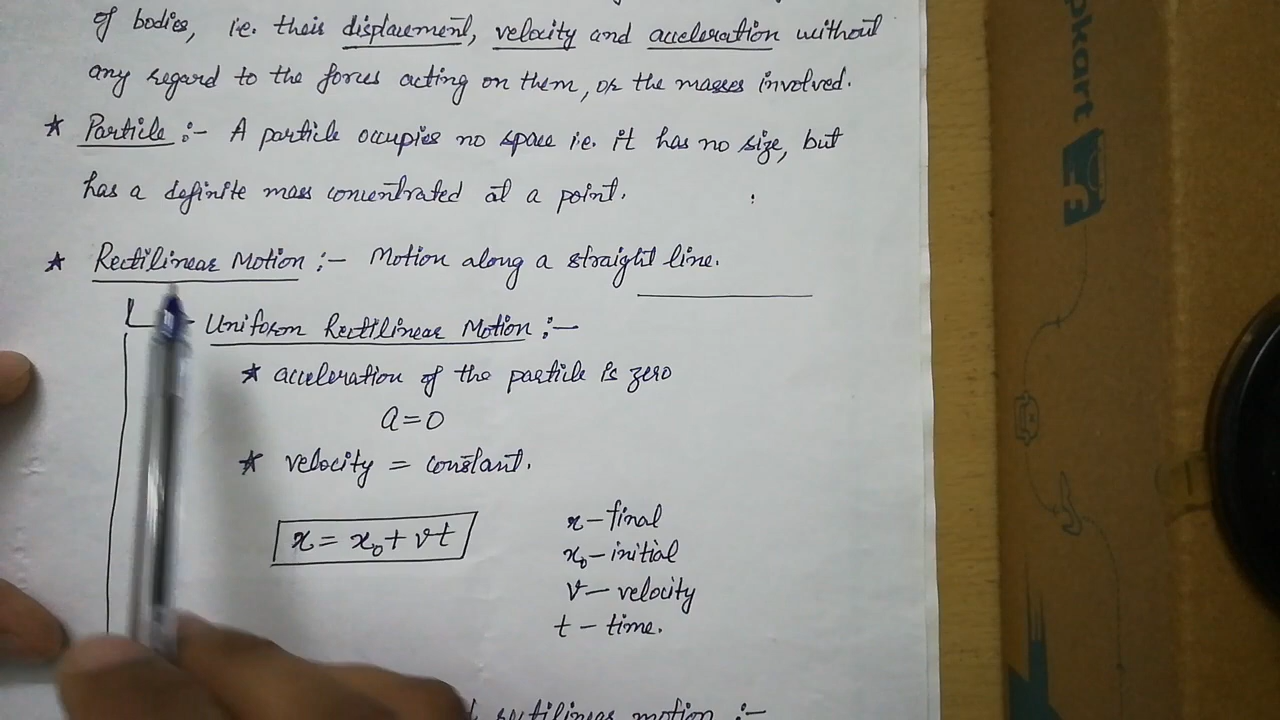 of bodies, i.e. their displacement, velocity and acceleration without
any regard to the forces acting on them, or the masses involved.
* Particle :- A particle occupies no space i.e. it has no size, but
has a definite mass concentrated at a point.
* Rectilinear Motion :- Motion along a straight line.
Uniform Rectilinear Motion :-
* acceleration of the particle is zero
a=0
* velocity = constant.
x = x₀ + vt
x - final
x₀ - initial
v - velocity
t - time.
rectilinear motion :-
pkart